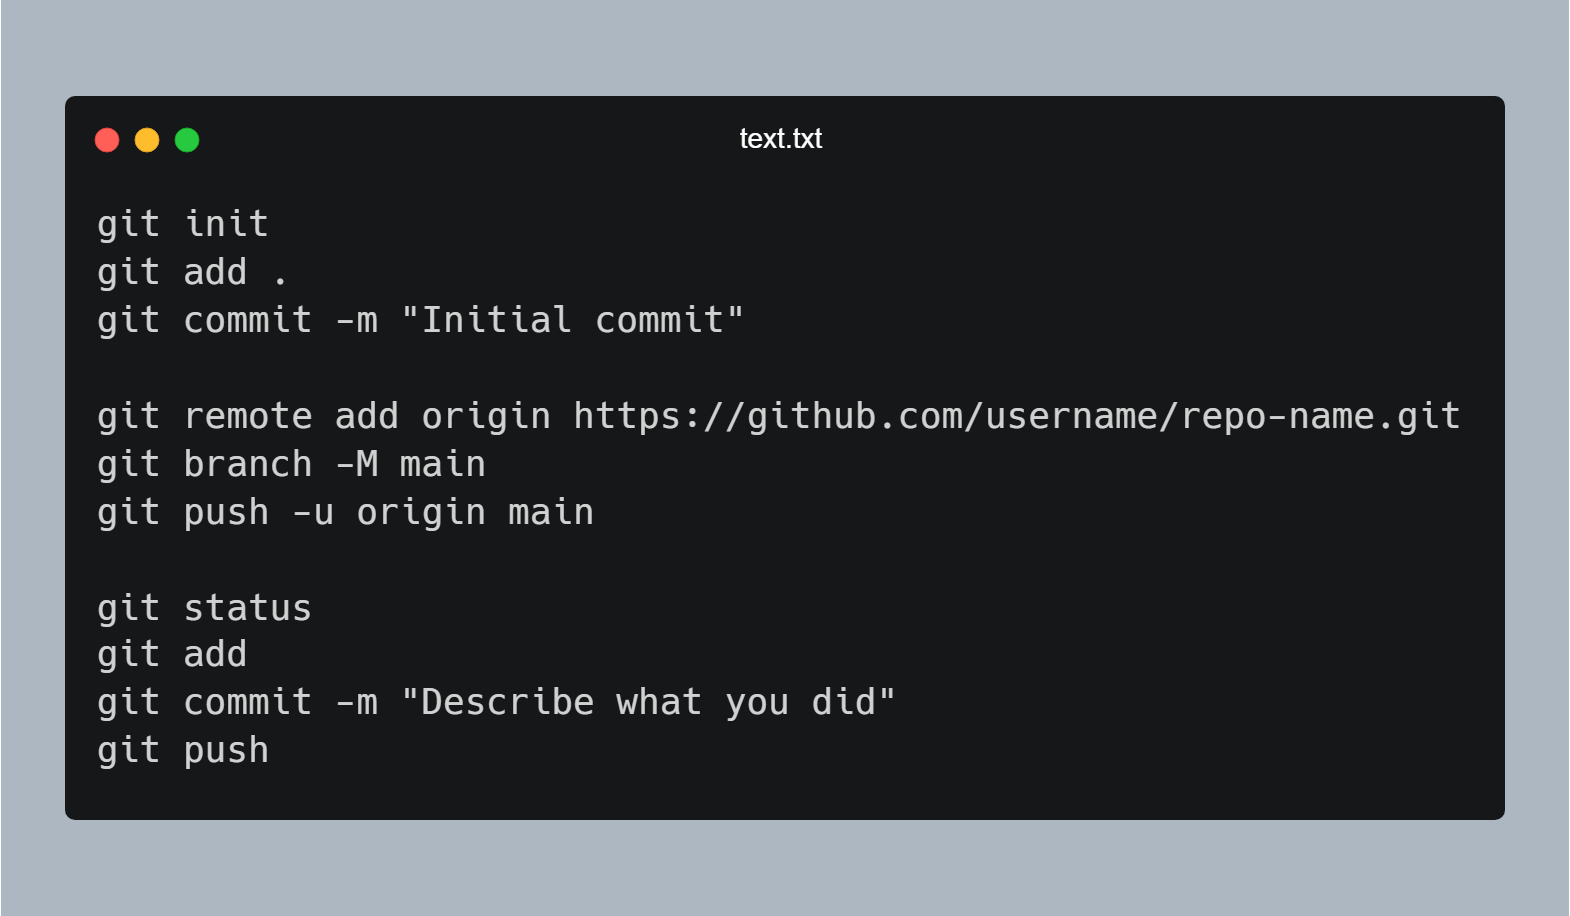 text.txt
git init
git add .
git commit -m "Initial commit"
git remote add origin https://github.com/username/repo-name.git
git branch -M main
git push -u origin main
git status
git add
git commit -m "Describe what you did"
git push